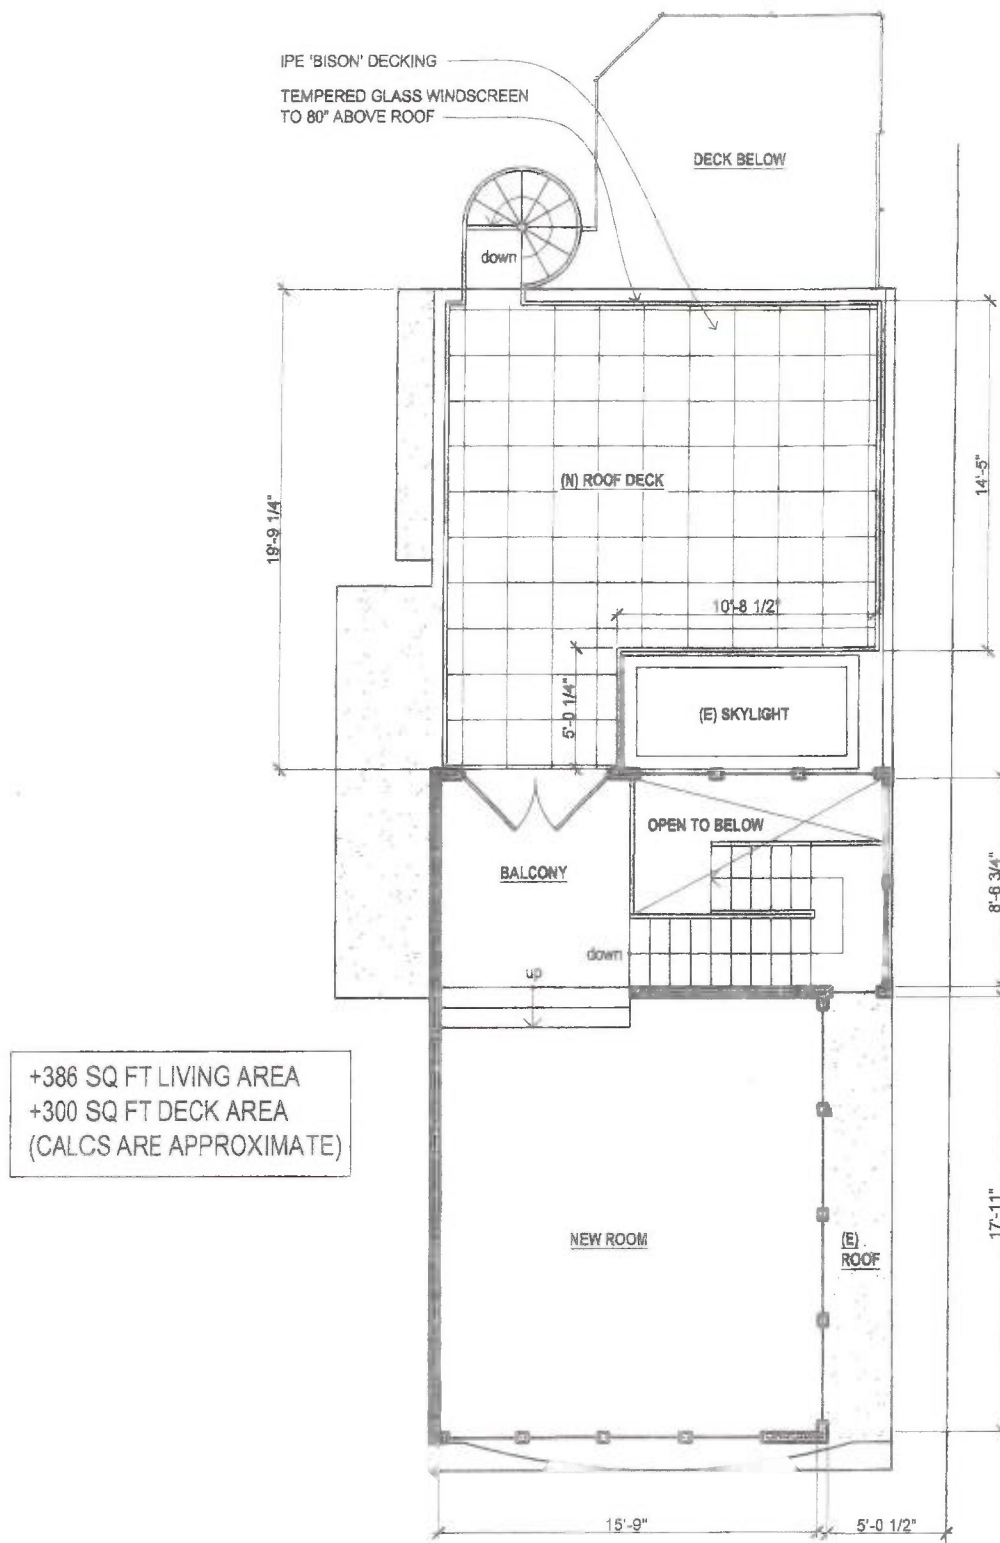 IPE 'BISON' DECKING
TEMPERED GLASS WINDSCREEN
TO 80" ABOVE ROOF
DECK BELOW
down
(N) ROOF DECK
19'-9 1/4"
14'-5"
10'-8 1/2"
5'-0 1/4"
(E) SKYLIGHT
OPEN TO BELOW
BALCONY
8'-6 3/4"
down
up
+386 SQ FT LIVING AREA
+300 SQ FT DECK AREA
(CALCS ARE APPROXIMATE)
NEW ROOM
(E)
ROOF
17'-11"
15'-9"
5'-0 1/2"